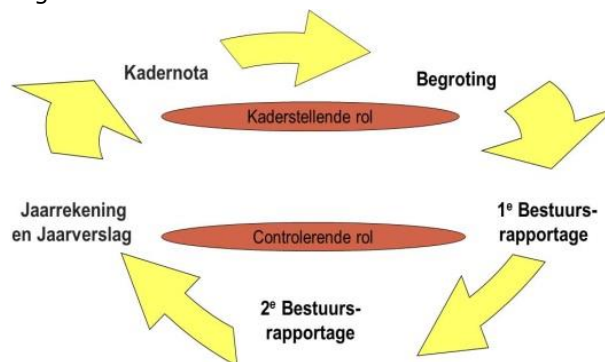 Kadernota
Begroting
Kaderstellende rol
Jaarrekening
en Jaarverslag
Controlerende rol
1e Bestuurs-
rapportage
2e Bestuurs-
rapportage